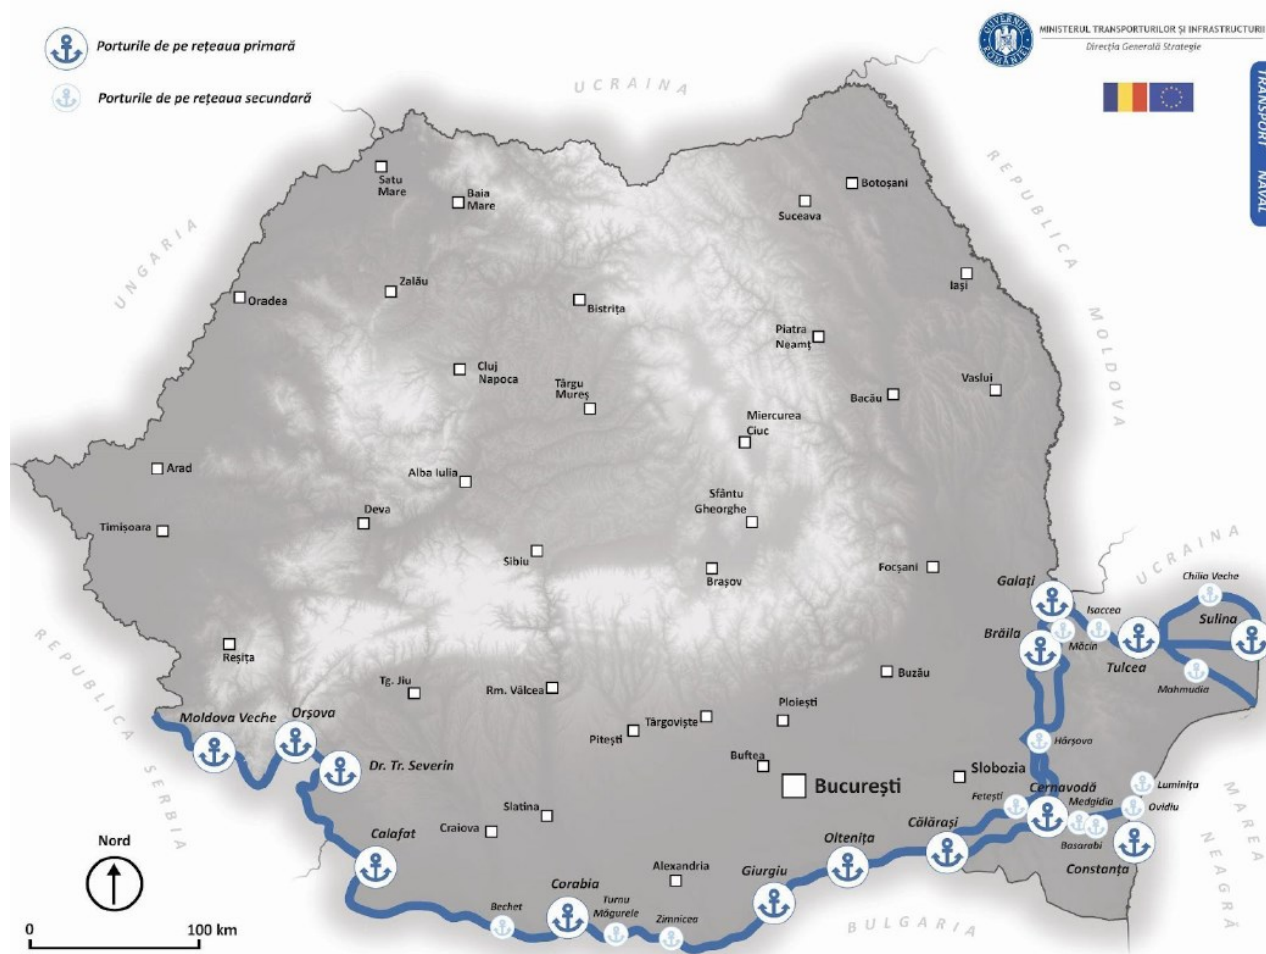 Porturile de pe rețeaua primară
Porturile de pe rețeaua secundară
GUVERNUL ROMÂNIEI
MINISTERUL TRANSPORTURILOR ȘI INFRASTRUCTURII
Direcția Generală Strategie
TRANSPORT NAVAL
UCRAINA
REPUBLICA
MOLDOVA
UNGARIA
Satu
Mare
Baia
Mare
Botoșani
Suceava
Iași
Oradea
Zalău
Bistrița
Piatra
Neamț
Cluj
Napoca
Târgu
Mureș
Bacău
Vaslui
Miercurea
Ciuc
Arad
Alba Iulia
Timișoara
Deva
Sfântu
Gheorghe
Sibiu
Brașov
Focșani
UCRAINA
Galați
Chilia Veche
Isaccea
Sulina
Brăila
Măcin
Tulcea
Mahmudia
REPUBLICA
SERBIA
Reșița
Tg. Jiu
Rm. Vâlcea
Buzău
Ploiești
Târgoviște
Pitești
Moldova Veche
Orșova
Dr. Tr. Severin
Hârșova
Buftea
București
Slobozia
Cernavodă
Luminița
Fetești
Medgidia
Ovidiu
Basarabi
Constanța
MAREA
NEAGRĂ
Slatina
Craiova
Calafat
Călărași
Oltenița
Alexandria
Giurgiu
Corabia
Turnu
Măgurele
Bechet
Zimnicea
BULGARIA
Nord
0
100 km